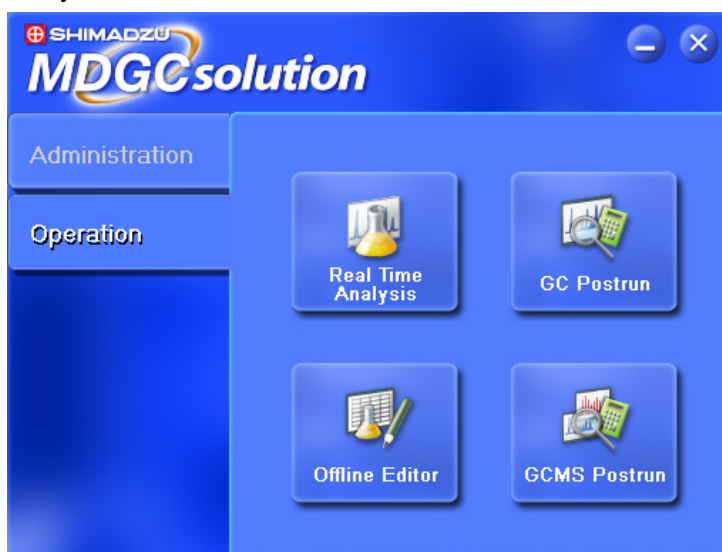 SHIMADZU
MDGCsolution
Administration
Operation
Real Time
Analysis
GC Postrun
Offline Editor
GCMS Postrun